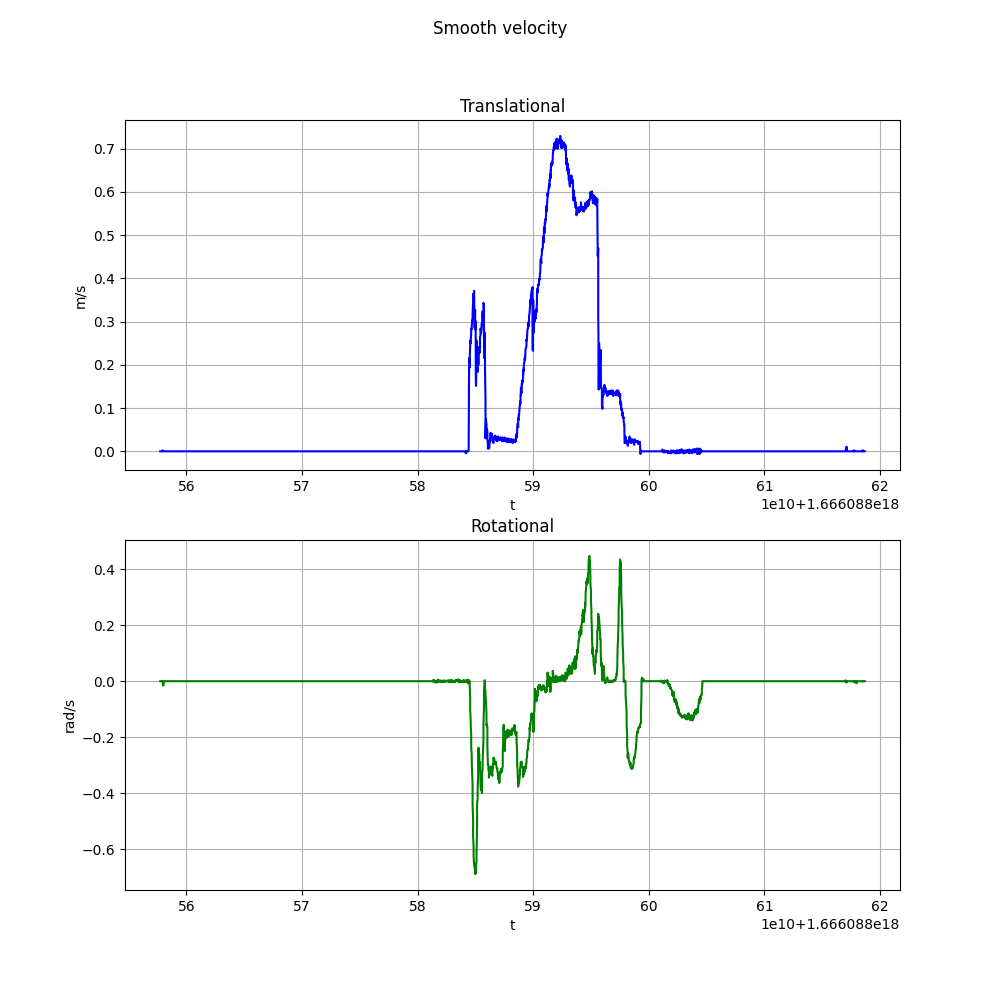 Smooth velocity
Translational
0.7
0.6
0.5
0.4
0.3
0.2
0.1
0.0
m/s
56 57 58 59 60 61 62
t
1e10+1.666088e18
Rotational
0.4
0.2
0.0
−0.2
−0.4
−0.6
rad/s
56 57 58 59 60 61 62
t
1e10+1.666088e18